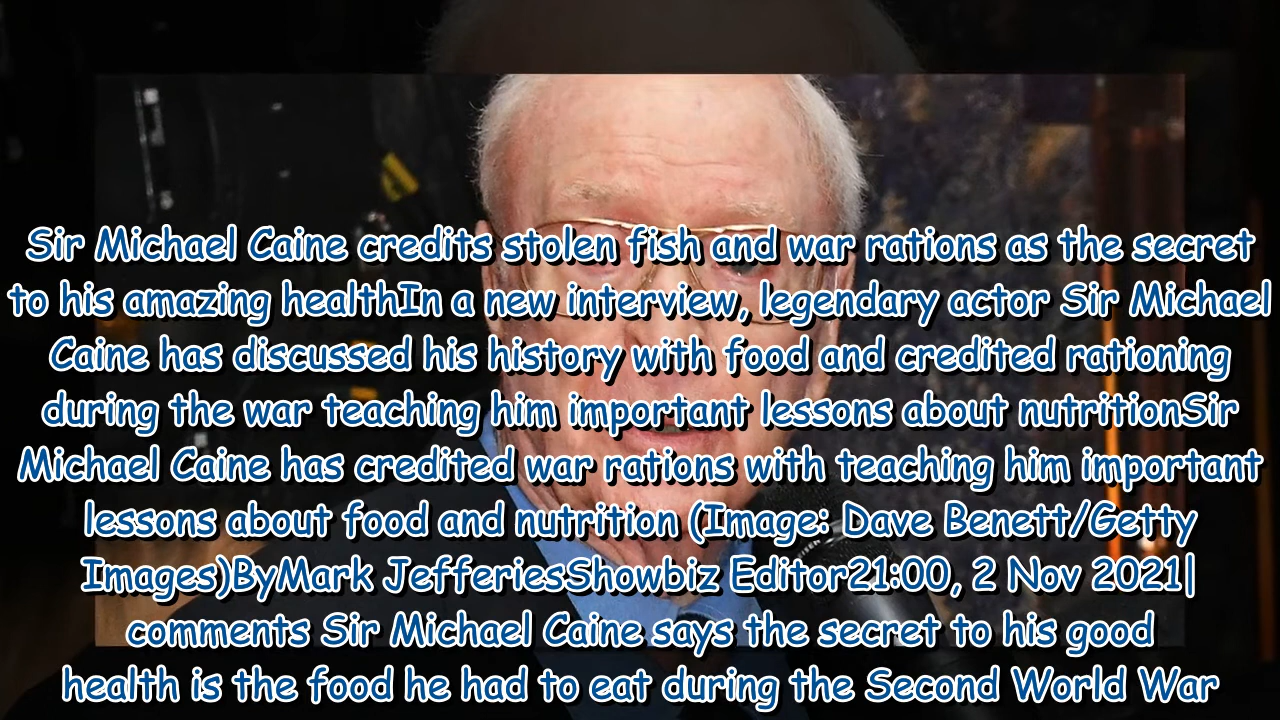 Sir Michael Caine credits stolen fish and war rations as the secret
to his amazing healthIn a new interview, legendary actor Sir Michael
Caine has discussed his history with food and credited rationing
during the war teaching him important lessons about nutritionSir
Michael Caine has credited war rations with teaching him important
lessons about food and nutrition (Image: Dave Benett/Getty
Images)ByMark JefferiesShowbiz Editor21:00, 2 Nov 2021|
comments Sir Michael Caine says the secret to his good
health is the food he had to eat during the Second World War